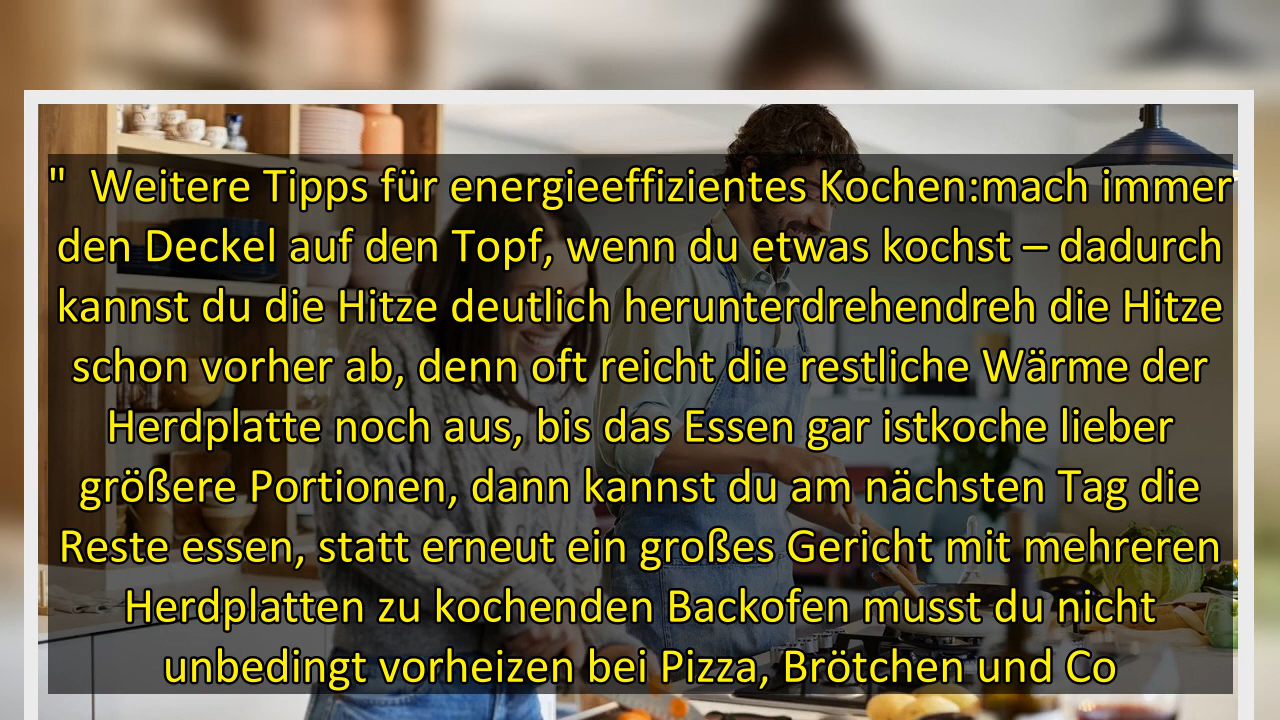 "  Weitere Tipps für energieeffizientes Kochen:mach immer
den Deckel auf den Topf, wenn du etwas kochst – dadurch
kannst du die Hitze deutlich herunterdrehendreh die Hitze
schon vorher ab, denn oft reicht die restliche Wärme der
Herdplatte noch aus, bis das Essen gar istkoche lieber
größere Portionen, dann kannst du am nächsten Tag die
Reste essen, statt erneut ein großes Gericht mit mehreren
Herdplatten zu kochenden Backofen musst du nicht
unbedingt vorheizen bei Pizza, Brötchen und Co